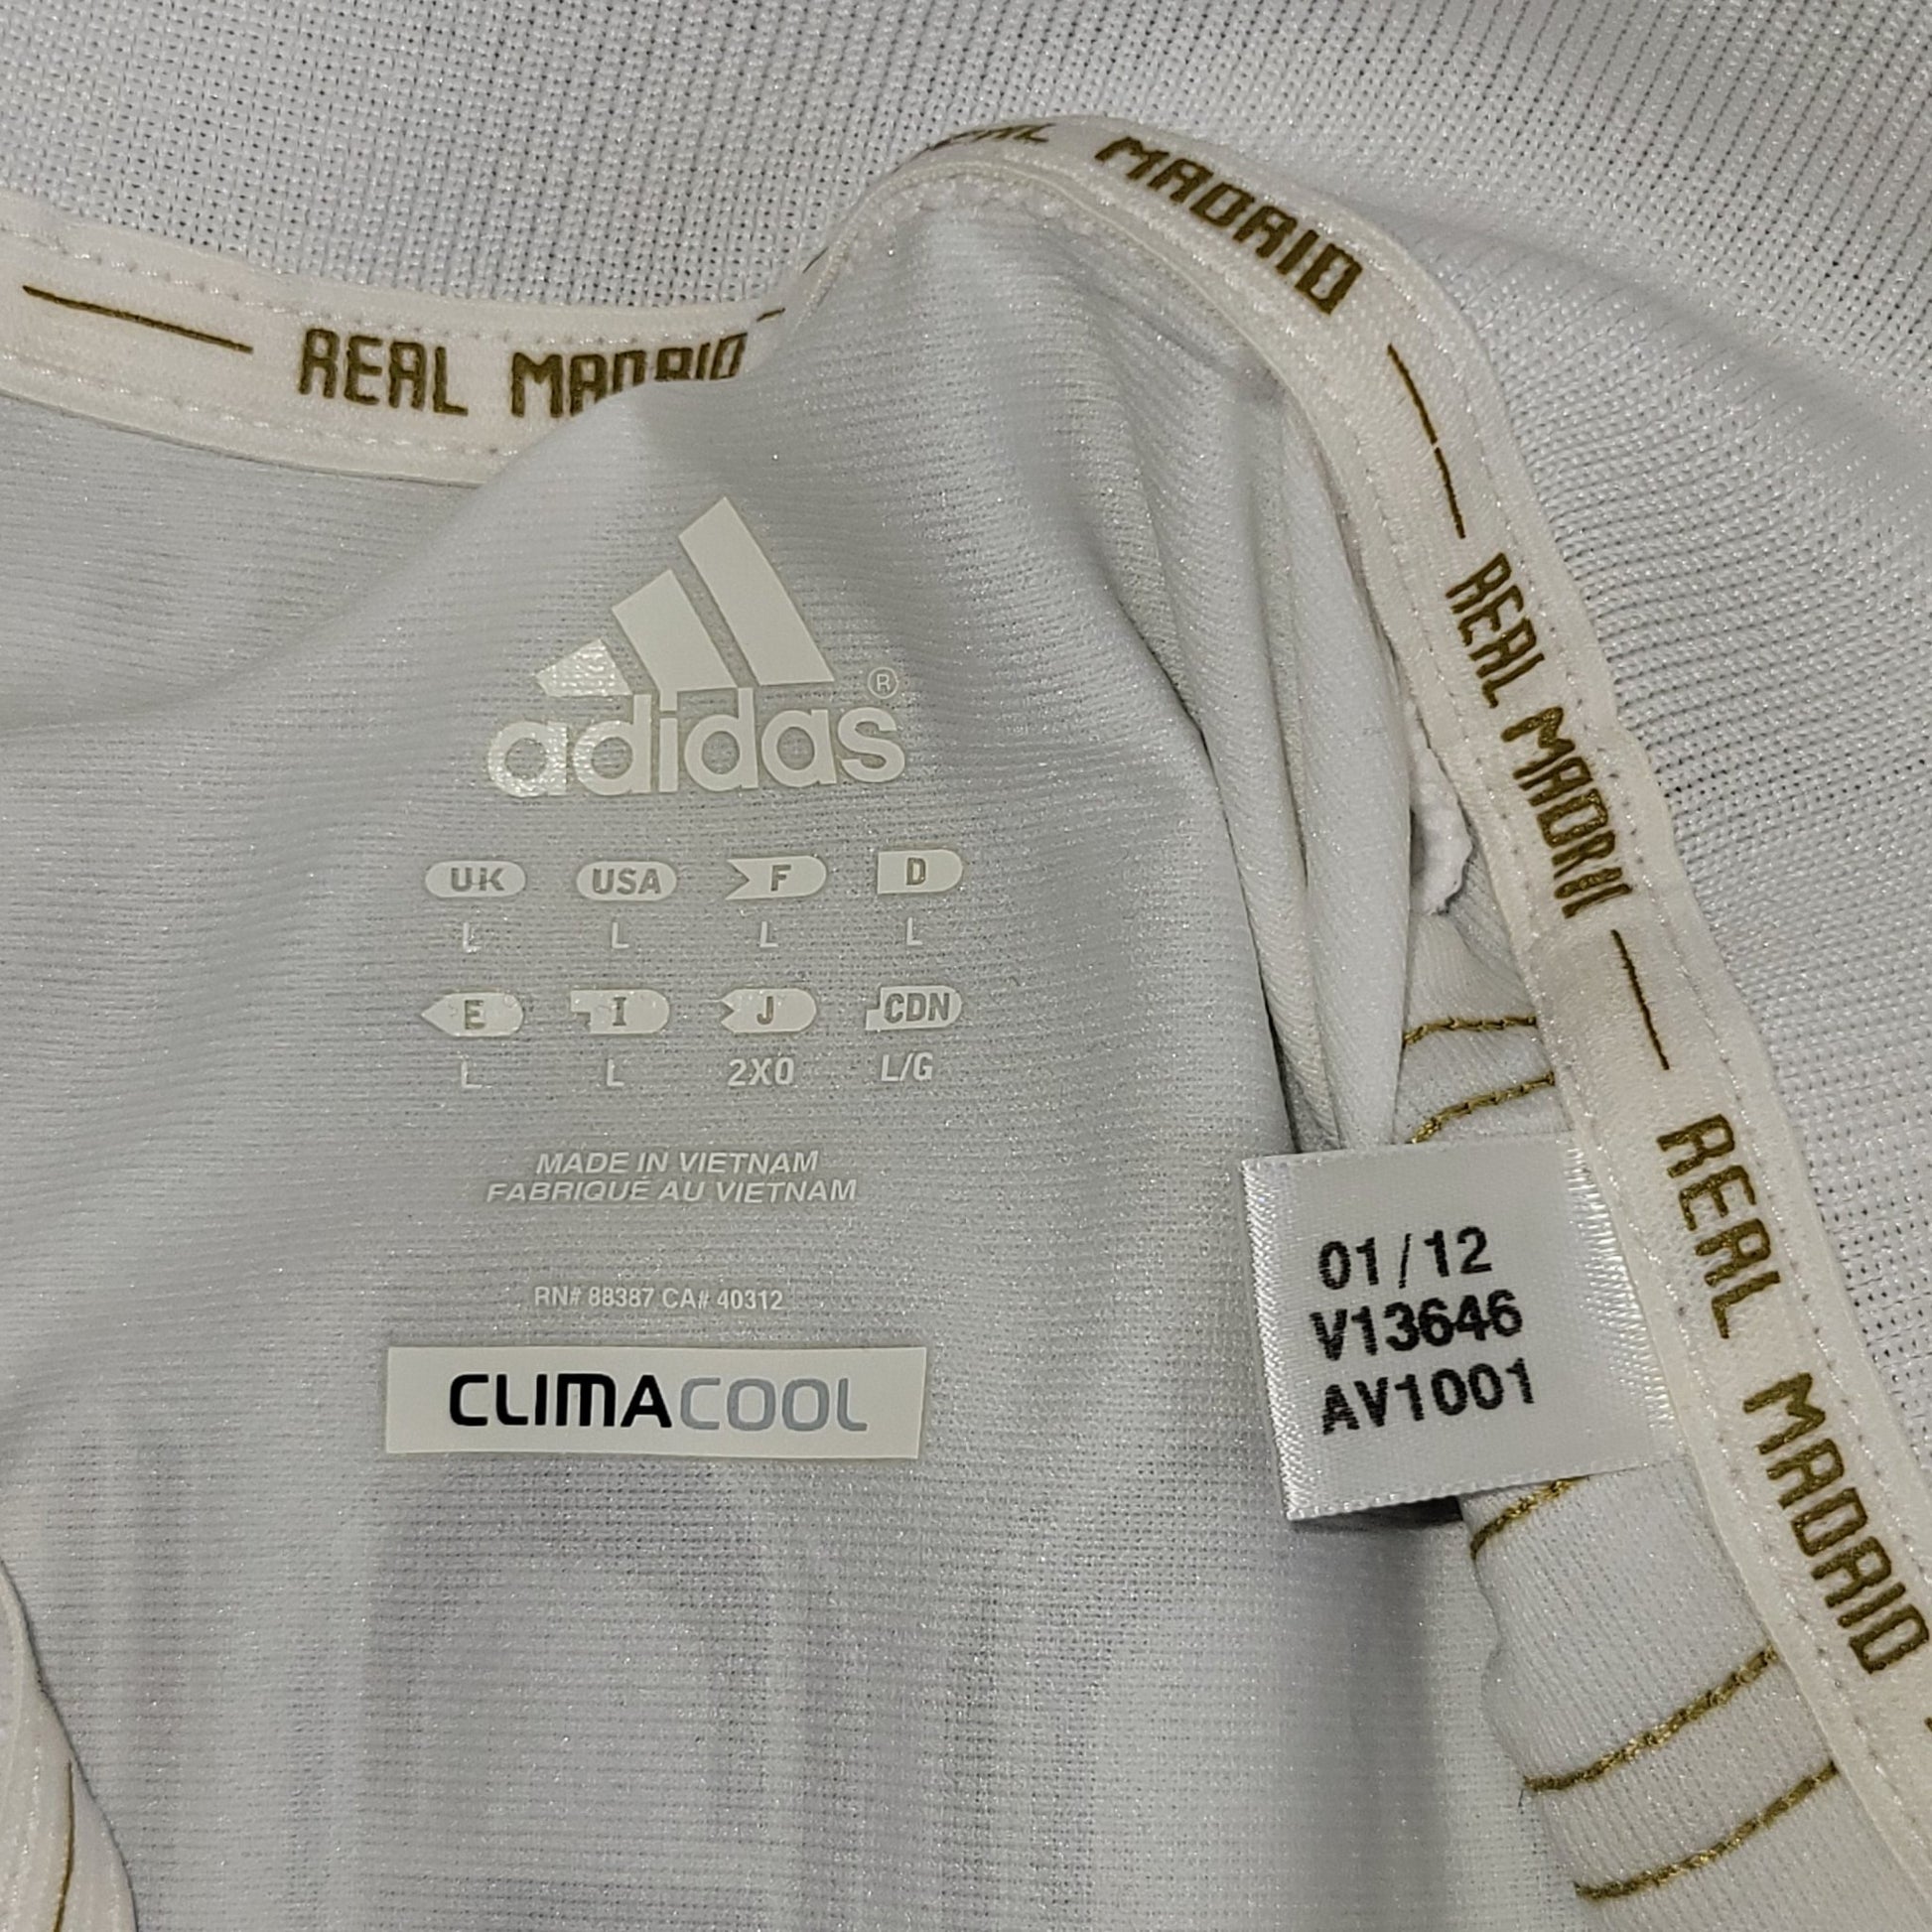 REAL MADRID
MADRID
REAL MADRID
REAL MADRID
adidas®
UK USA F D
L L L L
E I J CDN
L L 2XO L/G
MADE IN VIETNAM
FABRIQUÉ AU VIETNAM
RN# 88387 CA# 40312
CLIMACOOL
01/12
V13646
AV1001